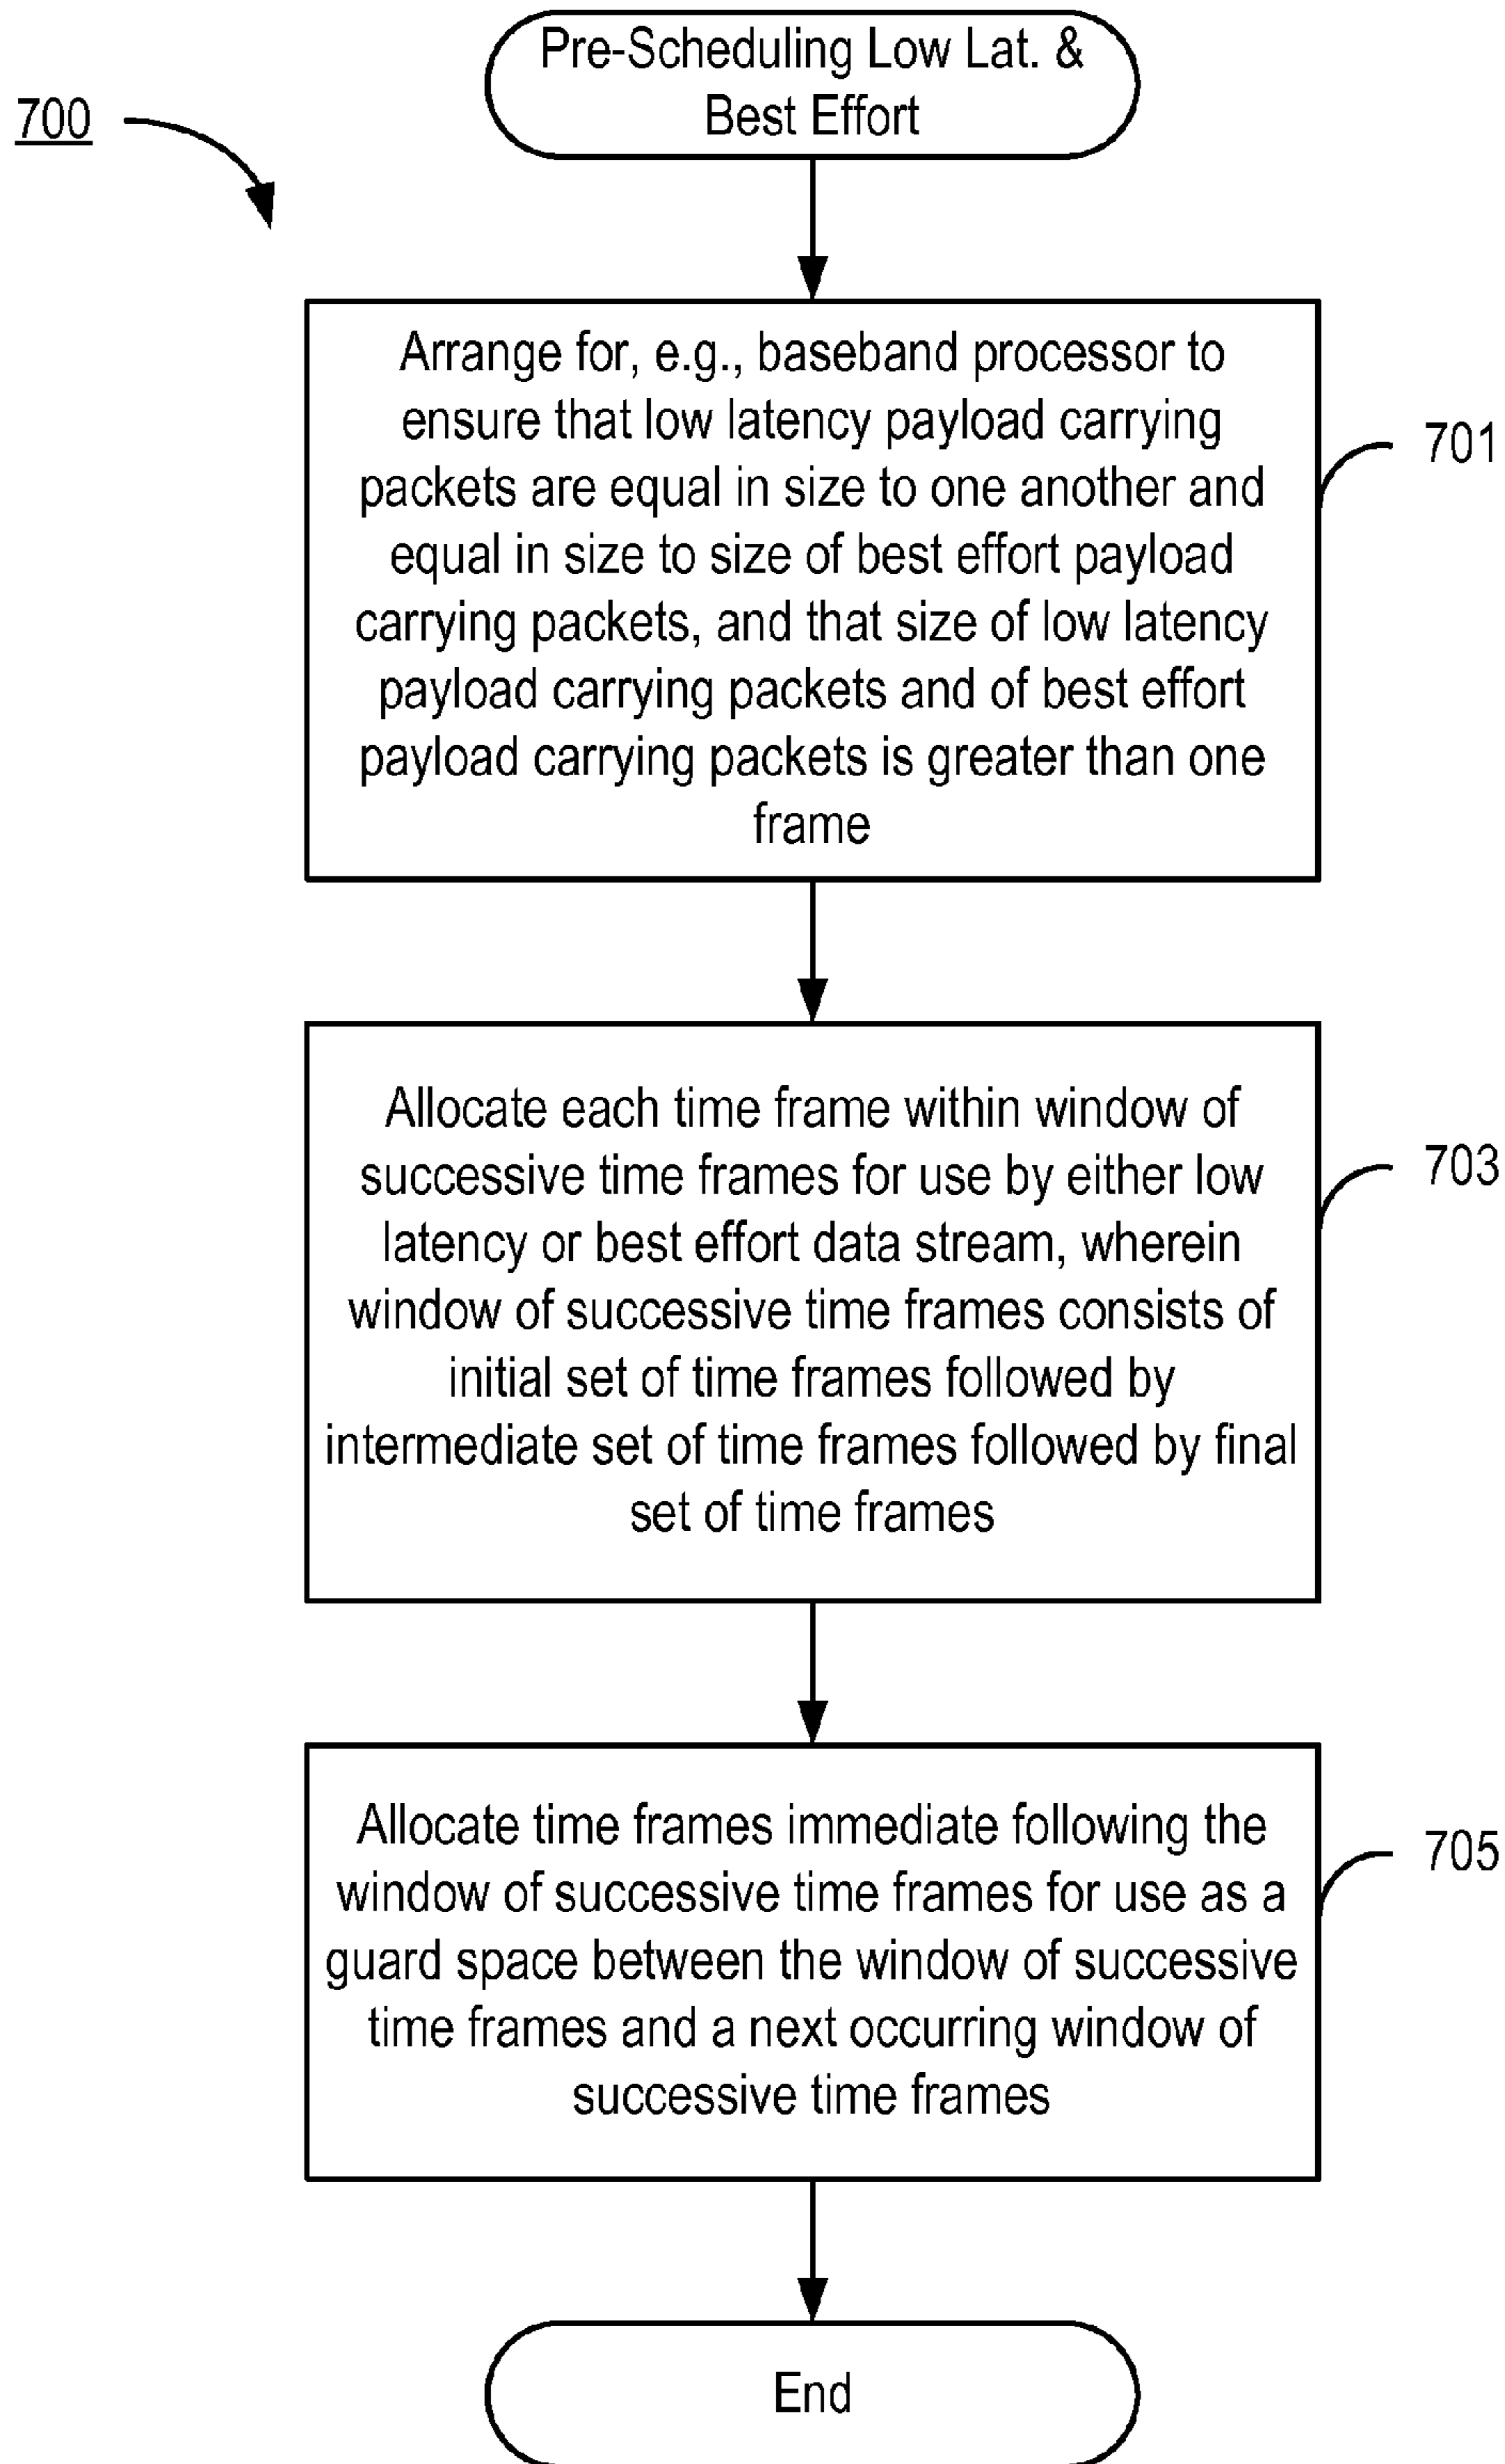 Pre-Scheduling Low Lat. &
Best Effort
700
Arrange for, e.g., baseband processor to
ensure that low latency payload carrying
packets are equal in size to one another and
equal in size to size of best effort payload
carrying packets, and that size of low latency
payload carrying packets and of best effort
payload carrying packets is greater than one
frame
701
Allocate each time frame within window of
successive time frames for use by either low
latency or best effort data stream, wherein
window of successive time frames consists of
initial set of time frames followed by
intermediate set of time frames followed by final
set of time frames
703
Allocate time frames immediate following the
window of successive time frames for use as a
guard space between the window of successive
time frames and a next occurring window of
successive time frames
705
End